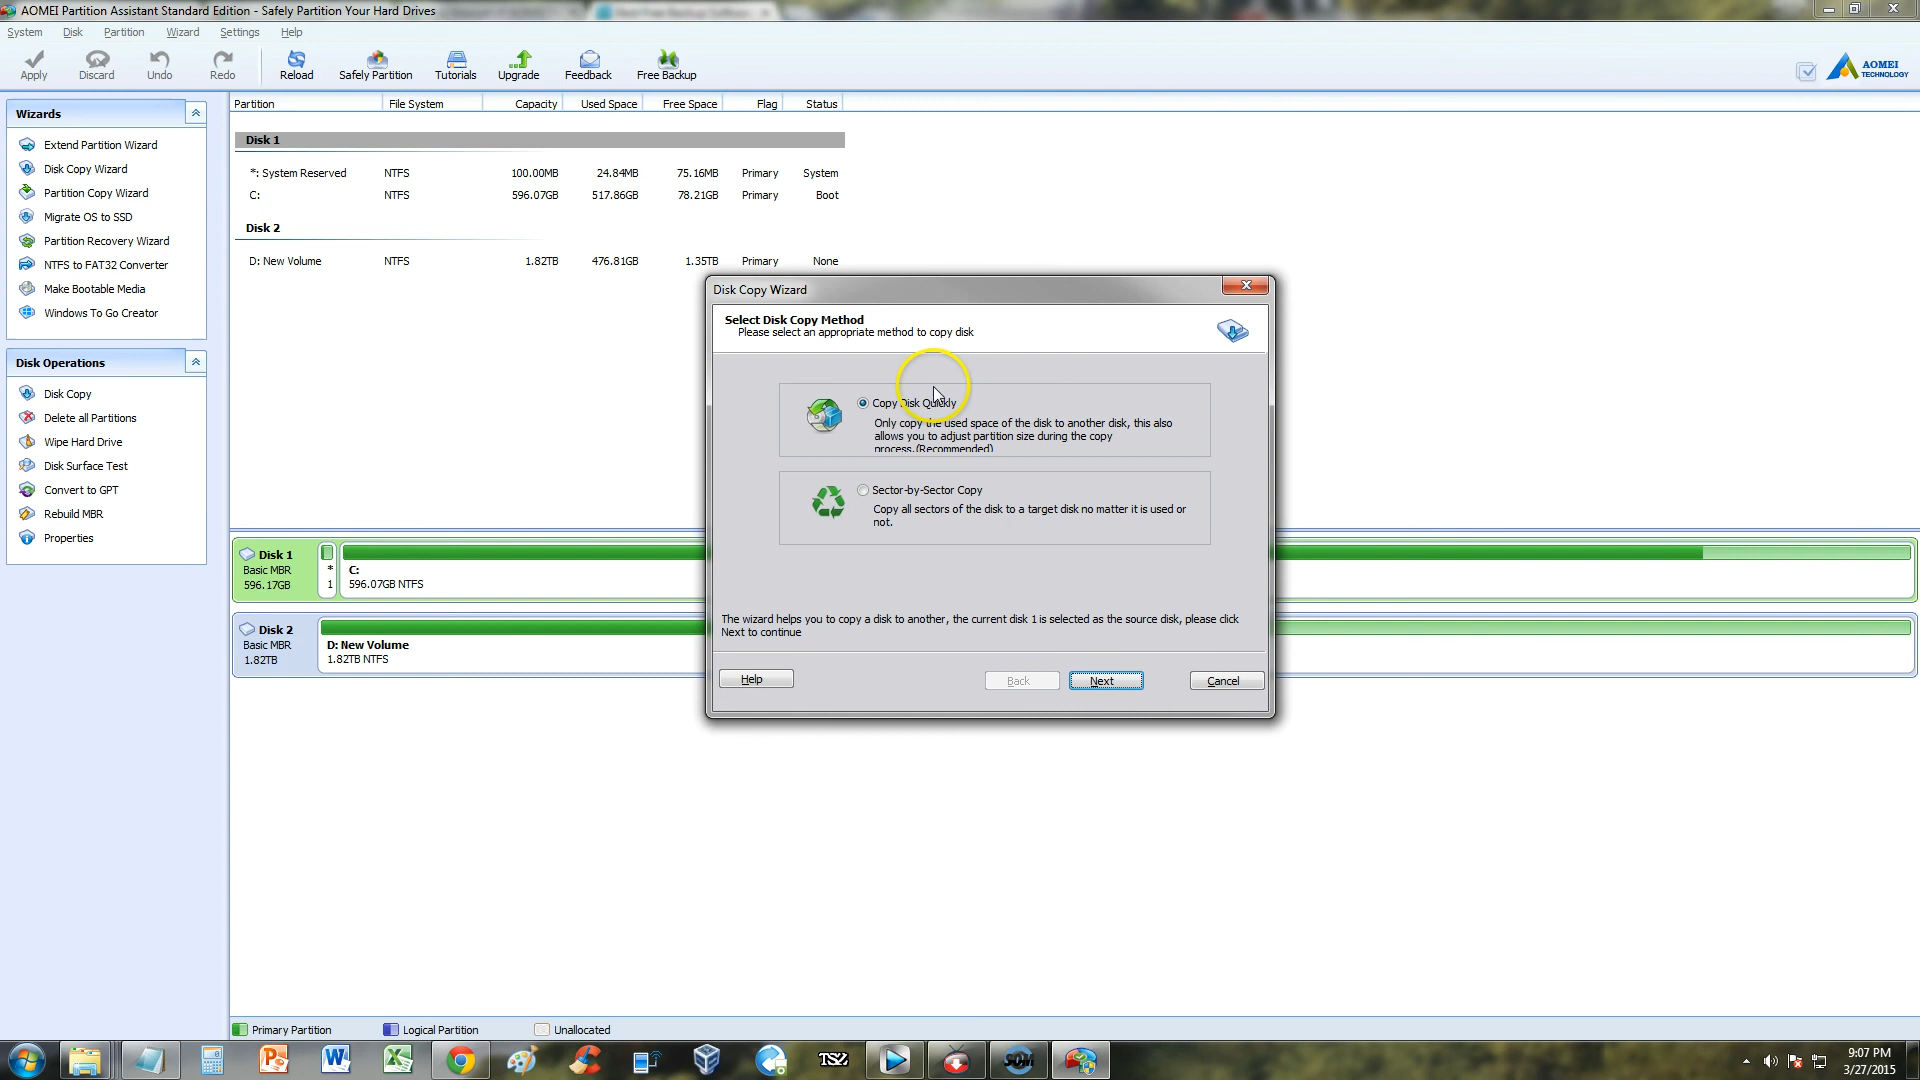 AOMEI Partition Assistant Standard Edition - Safely Partition Your Hard Drives
System Disk Partition Wizard Settings Help
Apply Discard Undo Redo Reload Safely Partition Tutorials Upgrade Feedback Free Backup
AOMEI
TECHNOLOGY
Wizards
Extend Partition Wizard
Disk Copy Wizard
Partition Copy Wizard
Migrate OS to SSD
Partition Recovery Wizard
NTFS to FAT32 Converter
Make Bootable Media
Windows To Go Creator
Disk Operations
Disk Copy
Delete all Partitions
Wipe Hard Drive
Disk Surface Test
Convert to GPT
Rebuild MBR
Properties
Partition File System Capacity Used Space Free Space Flag Status
Disk 1
*: System Reserved NTFS 100.00MB 24.84MB 75.16MB Primary System
C: NTFS 596.07GB 517.86GB 78.21GB Primary Boot
Disk 2
D: New Volume NTFS 1.82TB 476.81GB 1.35TB Primary None
Disk Copy Wizard
Select Disk Copy Method
Please select an appropriate method to copy disk
Copy Disk Quickly
Only copy the used space of the disk to another disk, this also
allows you to adjust partition size during the copy
process.(Recommended)
Sector-by-Sector Copy
Copy all sectors of the disk to a target disk no matter it is used or
not.
The wizard helps you to copy a disk to another, the current disk 1 is selected as the source disk, please click
Next to continue
Help Back Next Cancel
Disk 1
Basic MBR
596.17GB
*
1
C:
596.07GB NTFS
Disk 2
Basic MBR
1.82TB
D: New Volume
1.82TB NTFS
Primary Partition Logical Partition Unallocated
9:07 PM
3/27/2015